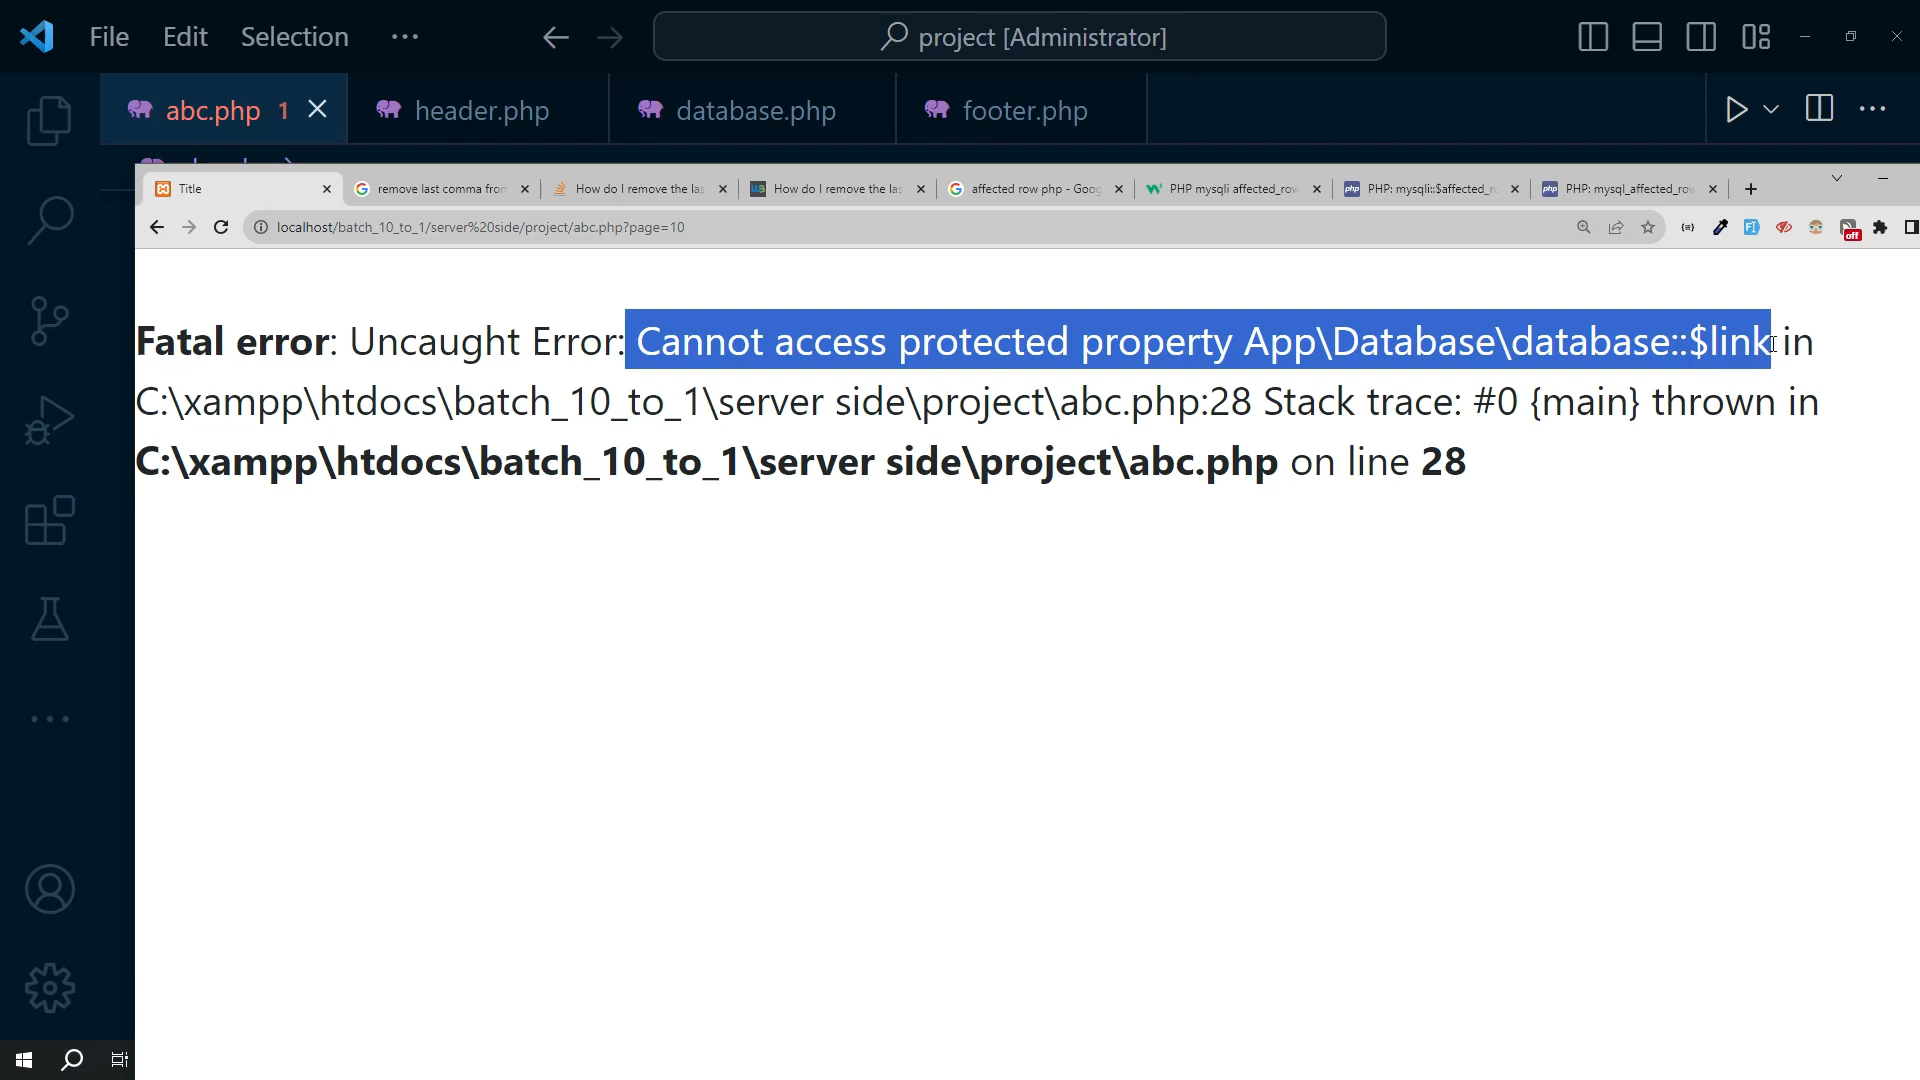 File Edit Selection ··· project [Administrator]
abc.php 1 header.php database.php footer.php
Title remove last comma from How do I remove the las How do I remove the las affected row php - Goog PHP mysqli affected_row PHP: mysqli::$affected_ro PHP: mysql_affected_row
localhost/batch_10_to_1/server%20side/project/abc.php?page=10 off
Fatal error: Uncaught Error: Cannot access protected property App\Database\database::$link in
C:\xampp\htdocs\batch_10_to_1\server side\project\abc.php:28 Stack trace: #0 {main} thrown in
C:\xampp\htdocs\batch_10_to_1\server side\project\abc.php on line 28